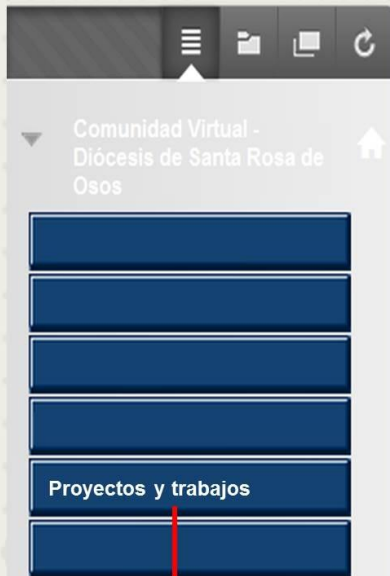 Comunidad Virtual -
Diócesis de Santa Rosa de
Osos
Proyectos y trabajos